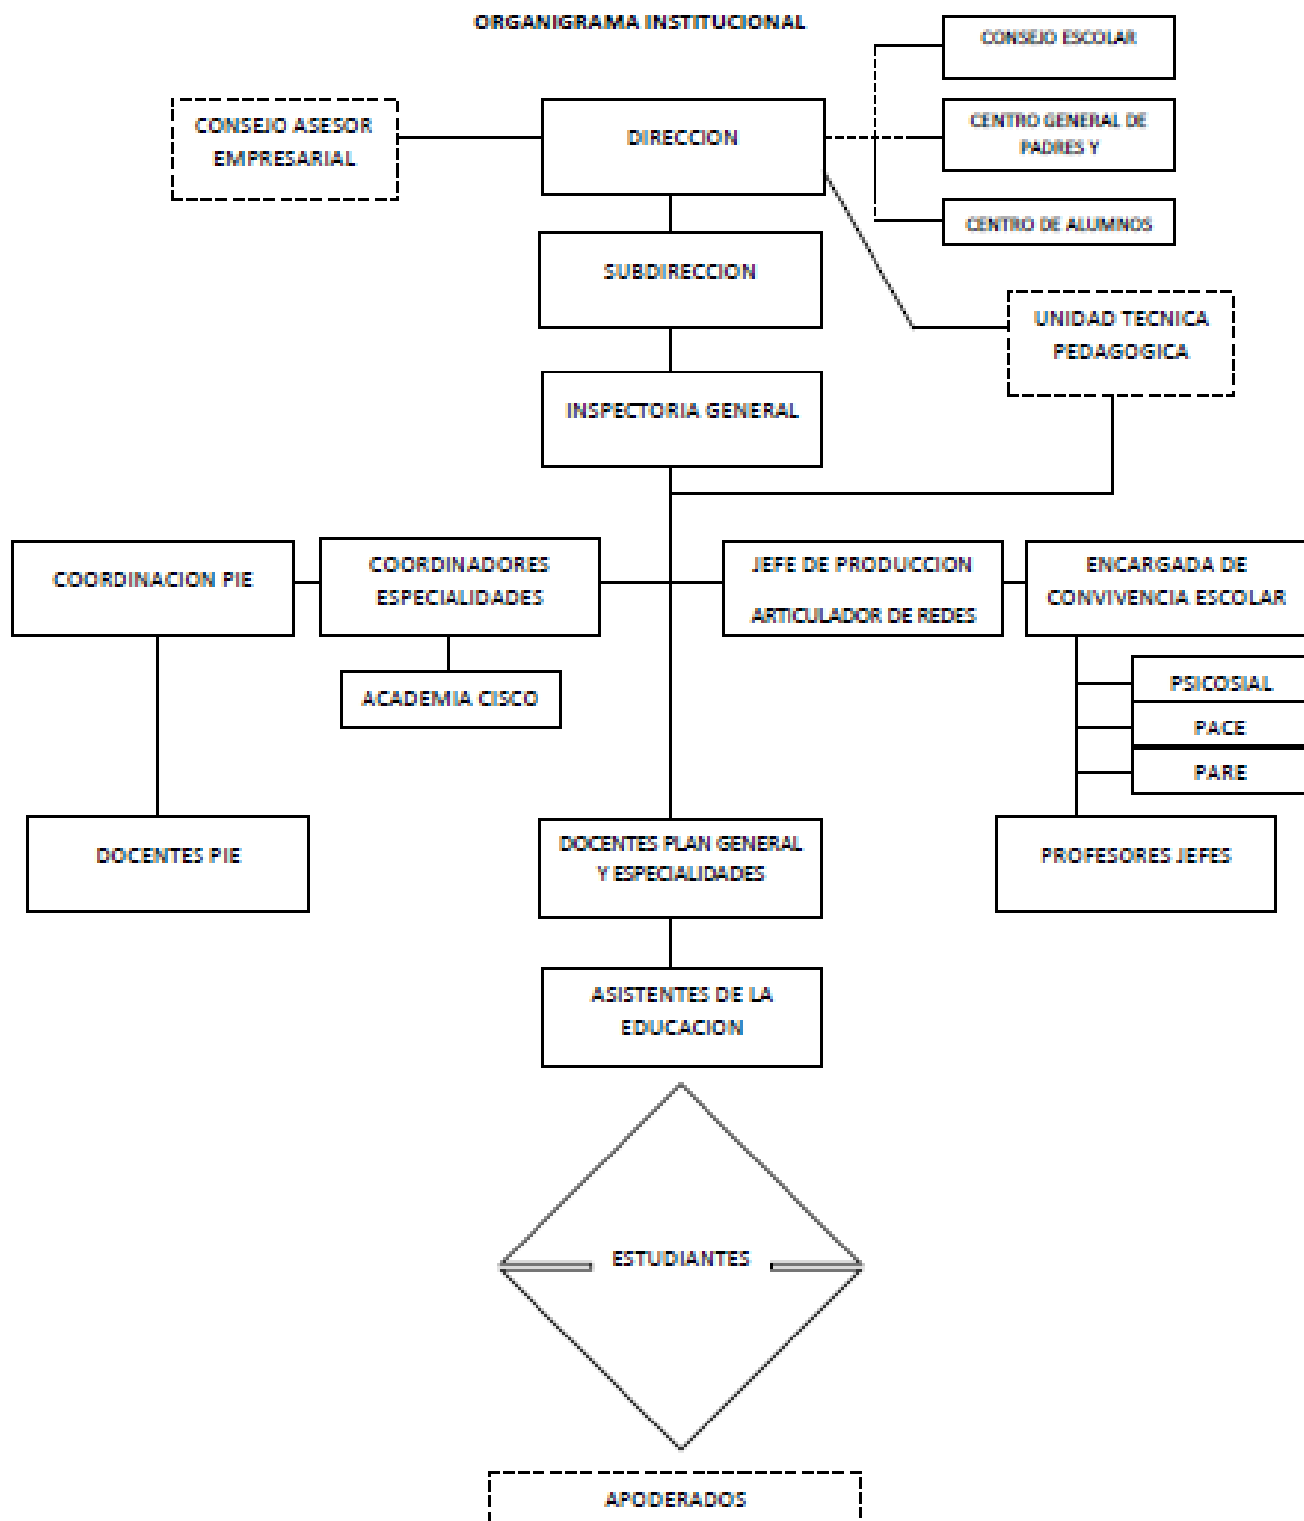 ORGANIGRAMA INSTITUCIONAL
CONSEJO ESCOLAR
CONSEJO ASESOR
EMPRESARIAL
DIRECCION
CENTRO GENERAL DE
PADRES Y
CENTRO DE ALUMNOS
SUBDIRECCION
UNIDAD TECNICA
PEDAGOGICA
INSPECTORIA GENERAL
COORDINACION PIE
COORDINADORES
ESPECIALIDADES
JEFE DE PRODUCCION
ARTICULADOR DE REDES
ENCARGADA DE
CONVIVENCIA ESCOLAR
ACADEMIA CISCO
PSICOSIAL
PACE
PARE
DOCENTES PIE
DOCENTES PLAN GENERAL
Y ESPECIALIDADES
PROFESORES JEFES
ASISTENTES DE LA
EDUCACION
ESTUDIANTES
APODERADOS